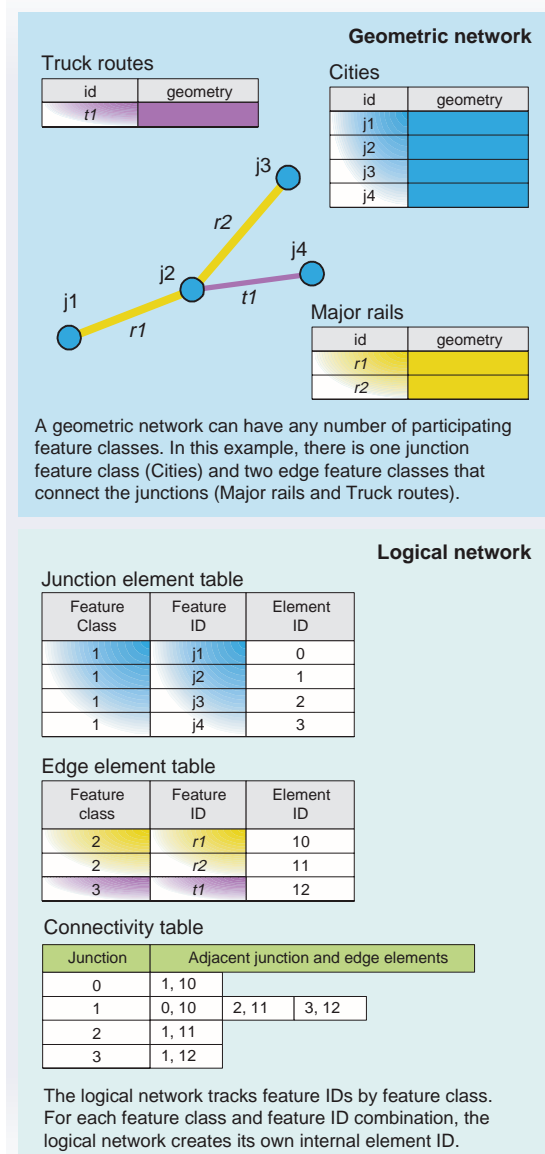 Geometric network
Truck routes
id geometry
t1
Cities
id geometry
j1
j2
j3
j4
j3
r2
j4
j2
t1
j1
r1
Major rails
id geometry
r1
r2
A geometric network can have any number of participating
feature classes. In this example, there is one junction
feature class (Cities) and two edge feature classes that
connect the junctions (Major rails and Truck routes).
Logical network
Junction element table
Feature Feature Element
Class ID ID
1 j1 0
1 j2 1
1 j3 2
1 j4 3
Edge element table
Feature Feature Element
class ID ID
2 r1 10
2 r2 11
3 t1 12
Connectivity table
Junction Adjacent junction and edge elements
0 1, 10
1 0, 10 2, 11 3, 12
2 1, 11
3 1, 12
The logical network tracks feature IDs by feature class.
For each feature class and feature ID combination, the
logical network creates its own internal element ID.